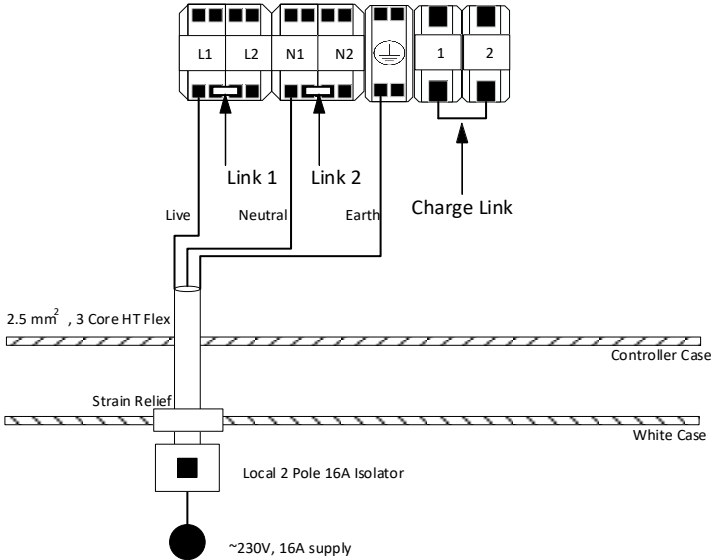 L1 L2 N1 N2 1 2
Link 1 Link 2
Charge Link
Live Neutral Earth
2.5 mm2 , 3 Core HT Flex
Controller Case
Strain Relief
White Case
Local 2 Pole 16A Isolator
~230V, 16A supply